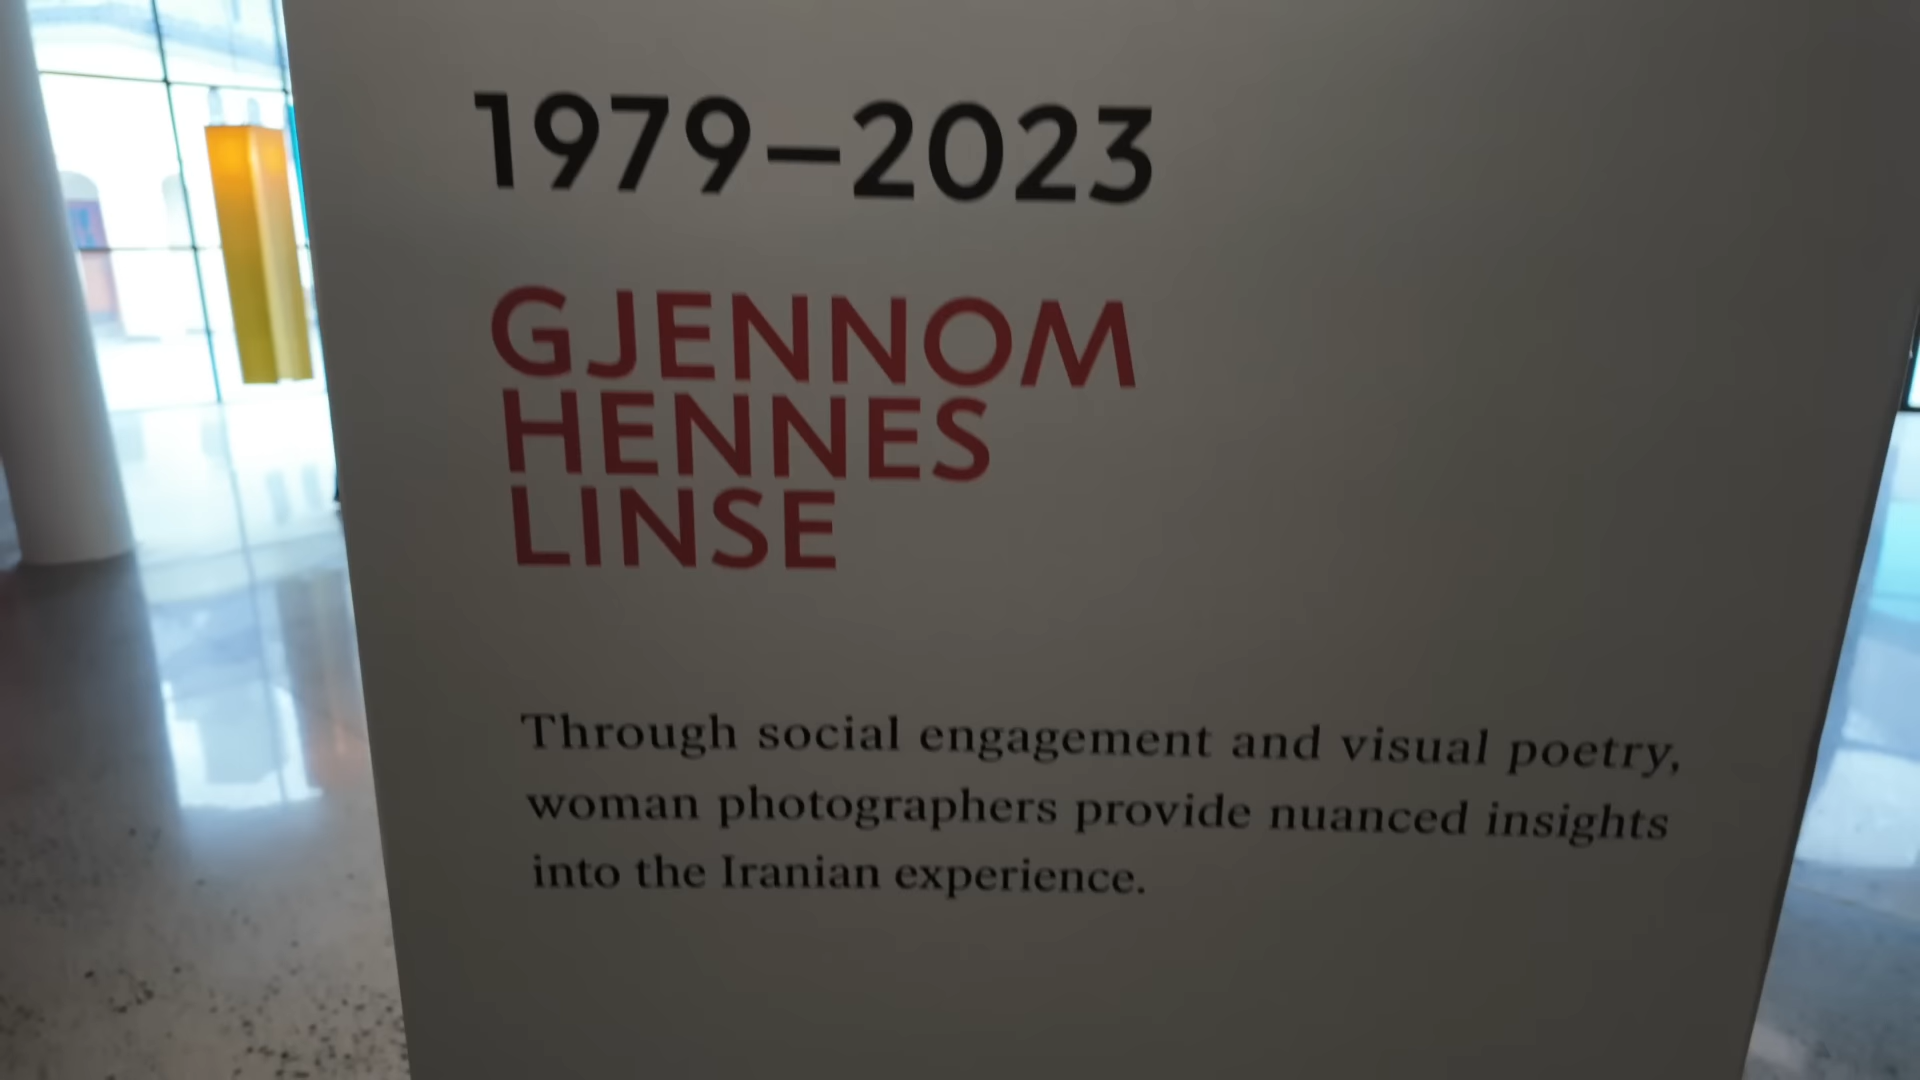 1979–2023
GJENNOM
HENNES
LINSE
Through social engagement and visual poetry,
woman photographers provide nuanced insights
into the Iranian experience.